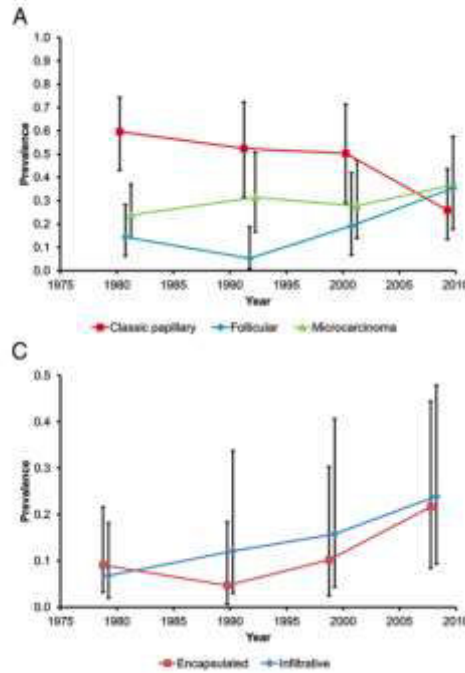 A
1.0
0.9
0.8
0.7
0.6
0.5
0.4
0.3
0.2
0.1
0.0
Prevalence
1975 1980 1985 1990 1995 2000 2005 2010
Year
Classic papillary Follicular Microcarcinoma
C
0.5
0.4
0.3
0.2
0.1
0.0
Prevalence
1975 1980 1985 1990 1995 2000 2005 2010
Year
Encapsulated Infiltrative